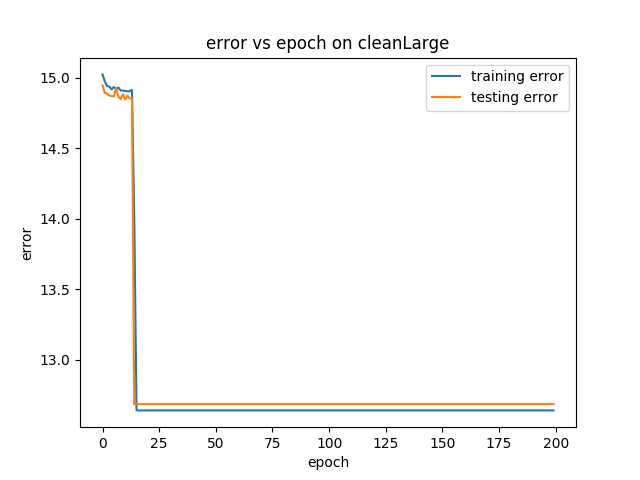 error vs epoch on cleanLarge
training error
testing error
15.0
14.5
14.0
13.5
13.0
error
0 25 50 75 100 125 150 175 200
epoch